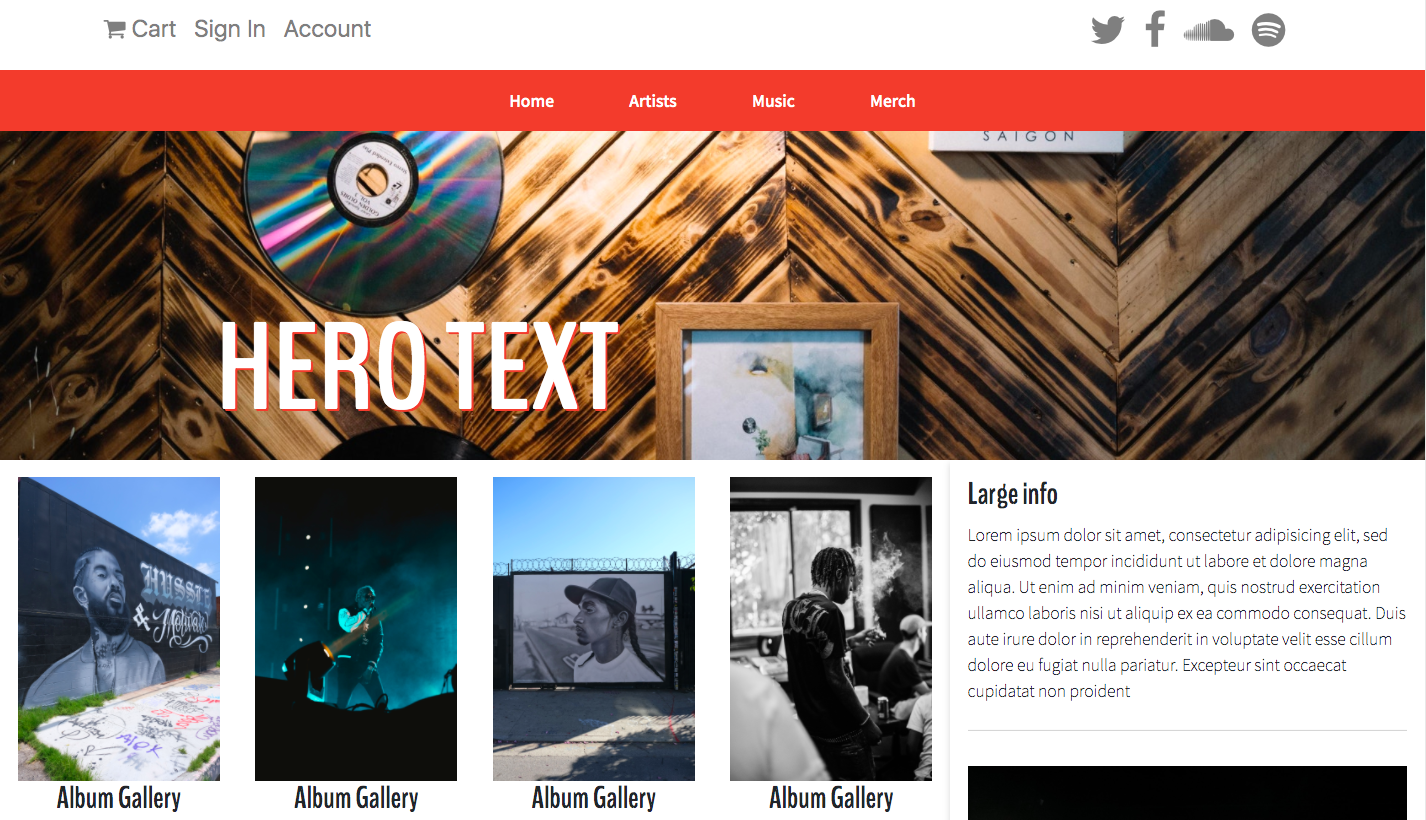 Cart Sign In Account
Home Artists Music Merch
SAIGON
HERO TEXT
HUSSLE
& Motivate
Album Gallery Album Gallery Album Gallery Album Gallery
Large info
Lorem ipsum dolor sit amet, consectetur adipisicing elit, sed
do eiusmod tempor incididunt ut labore et dolore magna
aliqua. Ut enim ad minim veniam, quis nostrud exercitation
ullamco laboris nisi ut aliquip ex ea commodo consequat. Duis
aute irure dolor in reprehenderit in voluptate velit esse cillum
dolore eu fugiat nulla pariatur. Excepteur sint occaecat
cupidatat non proident